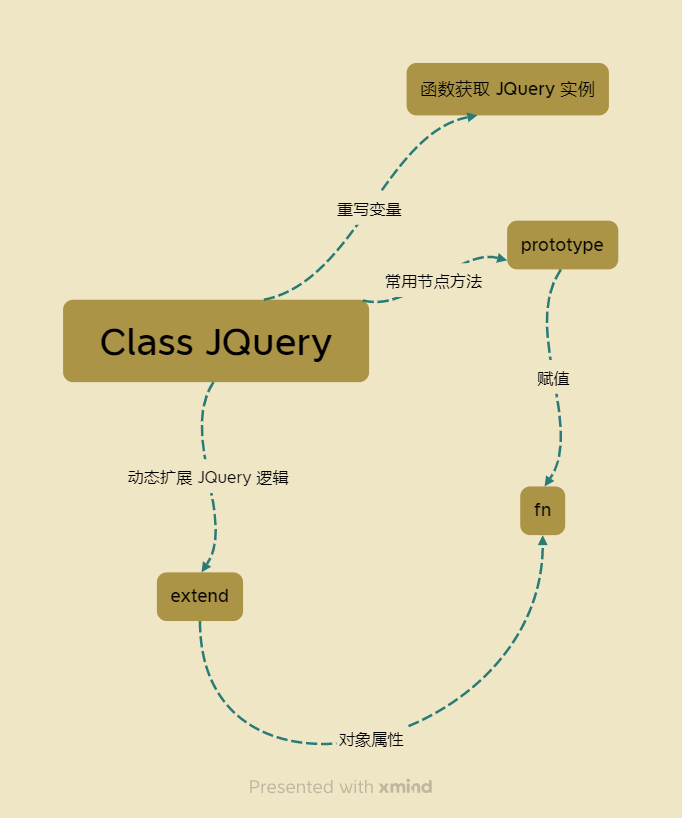 函数获取 JQuery 实例
重写变量
prototype
常用节点方法
Class JQuery
赋值
动态扩展 JQuery 逻辑
fn
extend
对象属性
Presented with xmind